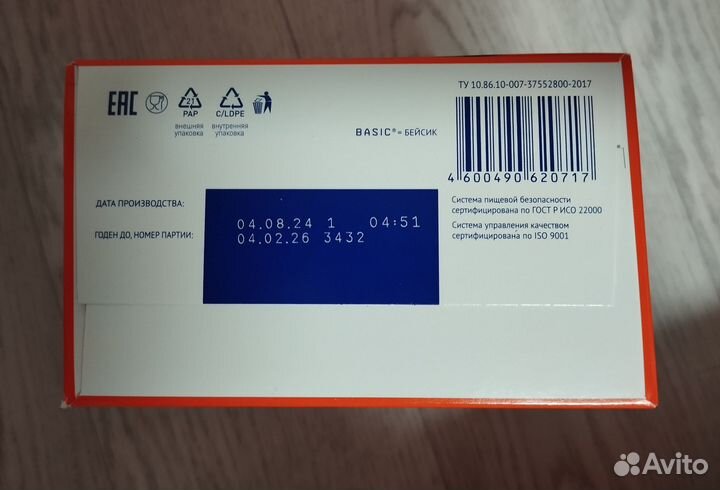 ТУ 10.86.10-007-37552800-2017
EAC
21
PAP
C/LDPE
внешняя
упаковка
внутренняя
упаковка
BASIC® = БЕЙСИК
4 600490 620717
ДАТА ПРОИЗВОДСТВА:
04.08.24 1 04:51
ГОДЕН ДО, НОМЕР ПАРТИИ:
04.02.26 3432
Система пищевой безопасности
сертифицирована по ГОСТ Р ИСО 22000
Система управления качеством
сертифицирована по ISO 9001
Avito